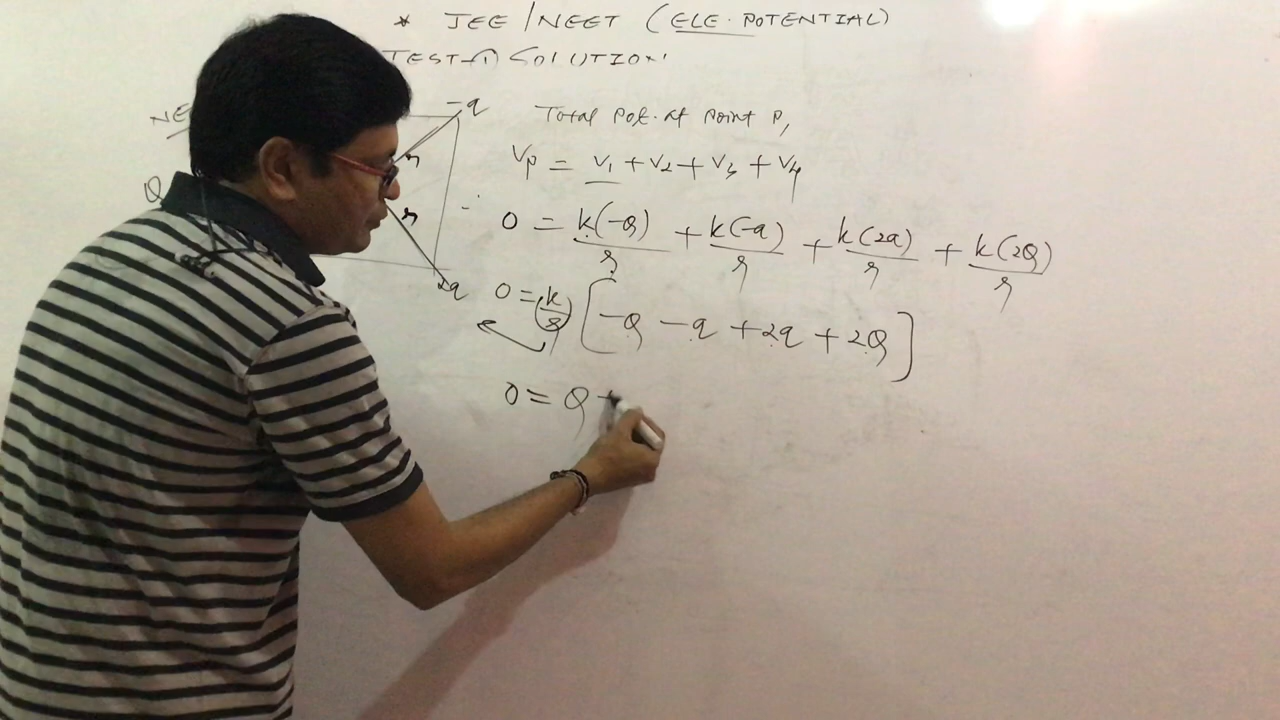 * JEE/NEET (ELE. POTENTIAL)
TEST-① SOLUTION:
NE
-q
Q
r
r
2q
Total Pot. at point P,
Vp = V1 + V2 + V3 + V4
0 = k(-Q)/r + k(-q)/r + k(2q)/r + k(2Q)/r
0 = (k/r) [-Q - q + 2q + 2Q]
0 = Q +